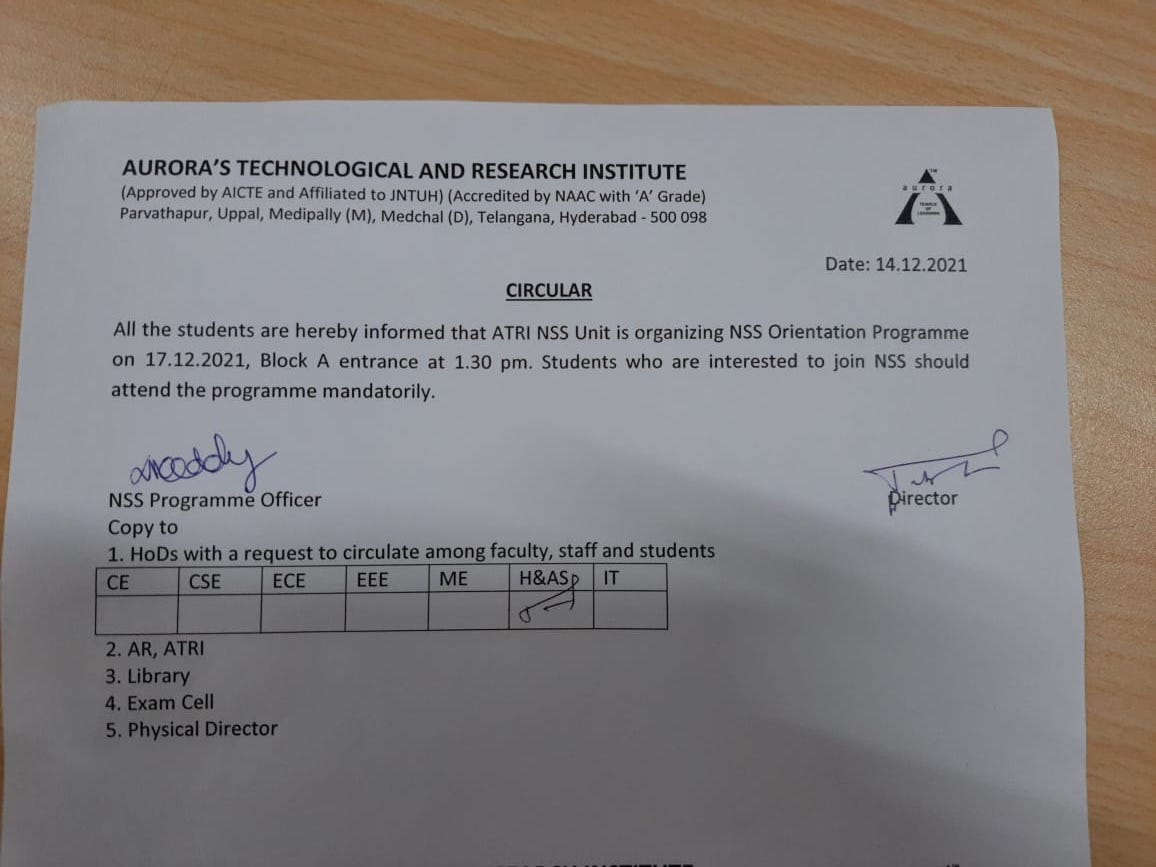 AURORA'S TECHNOLOGICAL AND RESEARCH INSTITUTE
(Approved by AICTE and Affiliated to JNTUH) (Accredited by NAAC with 'A' Grade)
Parvathapur, Uppal, Medipally (M), Medchal (D), Telangana, Hyderabad - 500 098
aurora
TEMPLE
OF
LEARNING
Date: 14.12.2021
CIRCULAR
All the students are hereby informed that ATRI NSS Unit is organizing NSS Orientation Programme
on 17.12.2021, Block A entrance at 1.30 pm. Students who are interested to join NSS should
attend the programme mandatorily.
NSS Programme Officer
Director
Copy to
1. HoDs with a request to circulate among faculty, staff and students
CE CSE ECE EEE ME H&AS IT
2. AR, ATRI
3. Library
4. Exam Cell
5. Physical Director